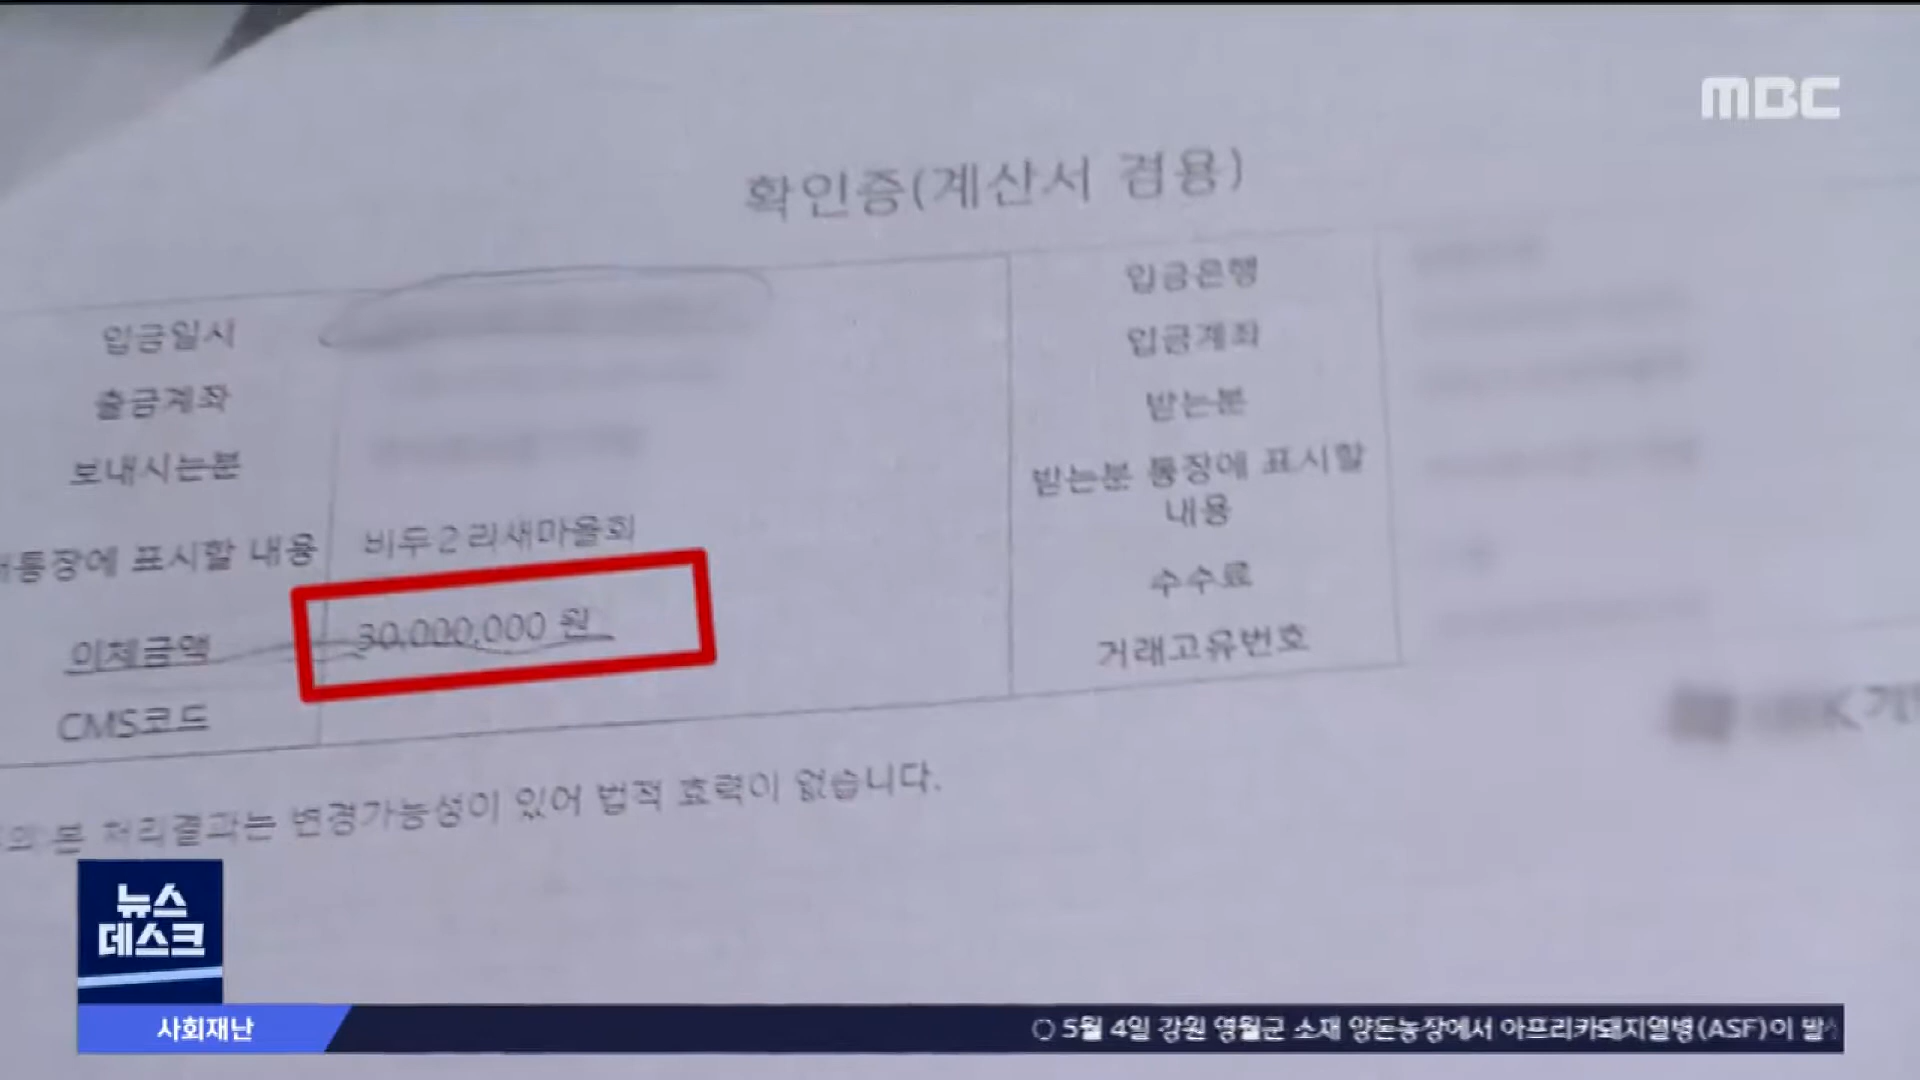 MBC
확인증(계산서 겸용)
입금일시
출금계좌
보내시는분
통장에 표시할 내용 비두2리새마을회
이체금액 30,000,000 원
CMS코드
입금은행
입금계좌
받는분
받는분 통장에 표시할
내용
수수료
거래고유번호
본 처리결과는 변경가능성이 있어 법적 효력이 없습니다.
뉴스
데스크
사회재난
5월 4일 강원 영월군 소재 양돈농장에서 아프리카돼지열병(ASF)이